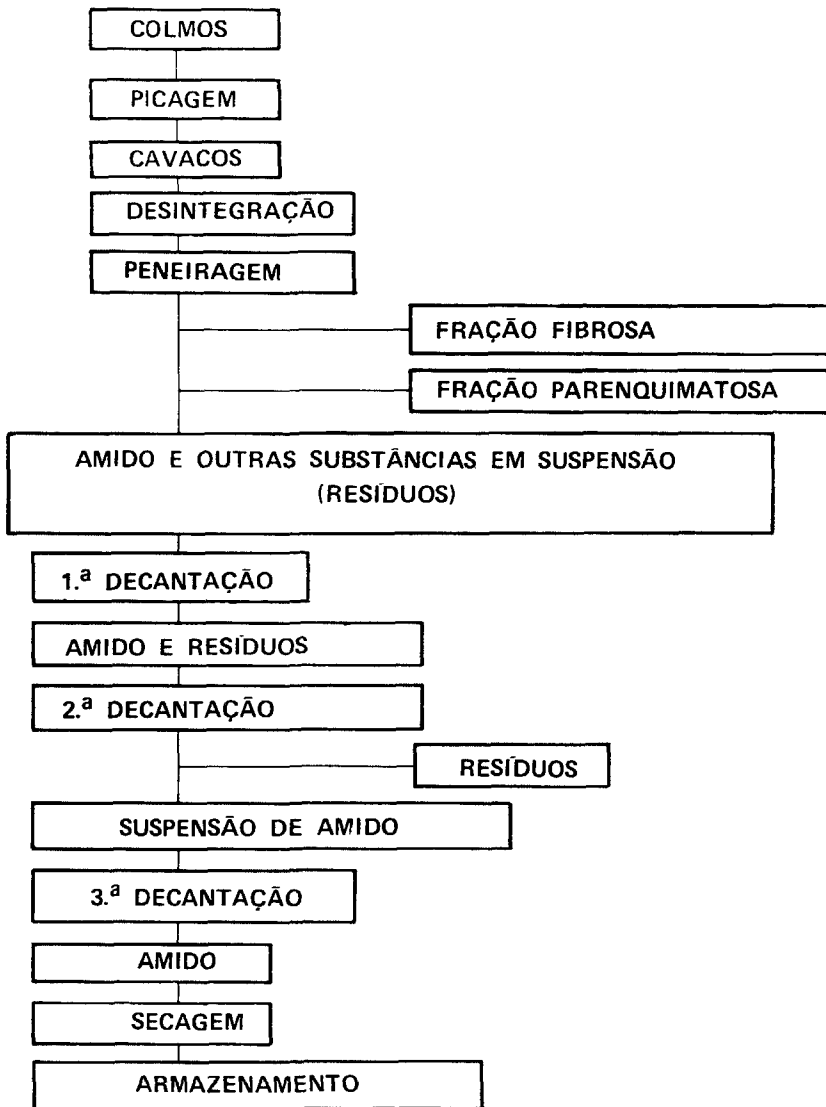 COLMOS
PICAGEM
CAVACOS
DESINTEGRAÇÃO
PENEIRAGEM
FRAÇÃO FIBROSA
FRAÇÃO PARENQUIMATOSA
AMIDO E OUTRAS SUBSTÂNCIAS EM SUSPENSÃO
(RESÍDUOS)
1.ª DECANTAÇÃO
AMIDO E RESÍDUOS
2.ª DECANTAÇÃO
RESÍDUOS
SUSPENSÃO DE AMIDO
3.ª DECANTAÇÃO
AMIDO
SECAGEM
ARMAZENAMENTO